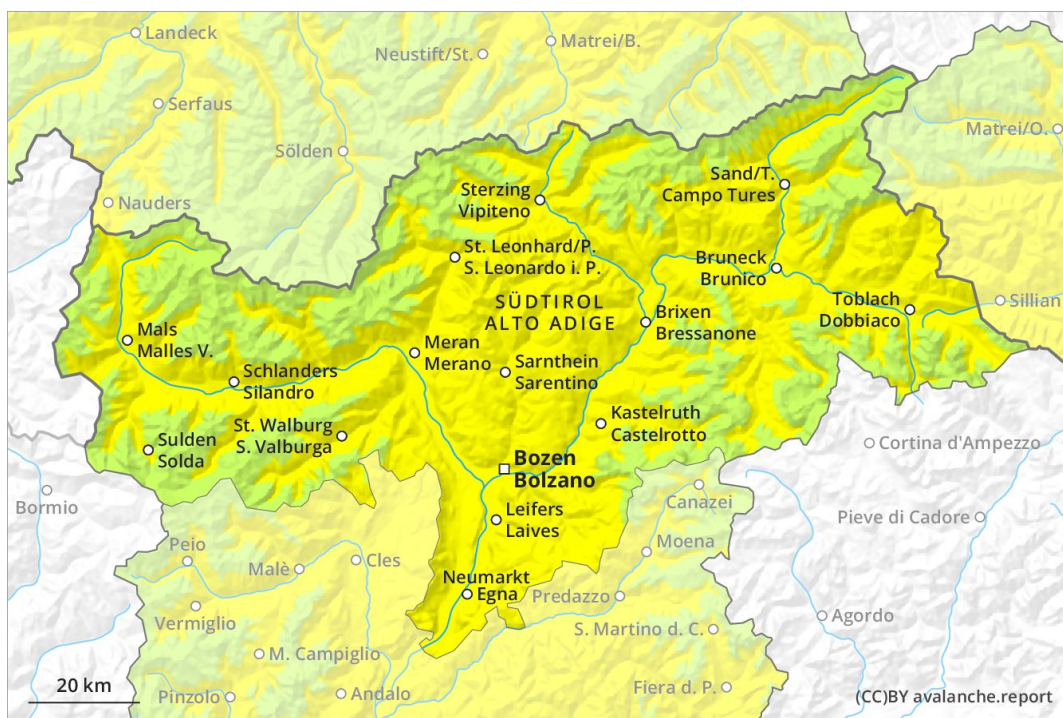 Landeck
Matrei/B.
Neustift/St.
Serfaus
Matrei/O.
Sölden
Sand/T.
Campo Tures
Sterzing
Vipiteno
Nauders
St. Leonhard/P.
S. Leonardo i. P.
Bruneck
Brunico
SÜDTIROL
ALTO ADIGE
Toblach
Dobbiaco
Sillian
Brixen
Bressanone
Mals
Malles V.
Meran
Merano
Sarnthein
Sarentino
Schlanders
Silandro
Kastelruth
Castelrotto
St. Walburg
S. Valburga
Sulden
Solda
Cortina d'Ampezzo
Bozen
Bolzano
Canazei
Bormio
Leifers
Laives
Pieve di Cadore
Moena
Peio
Cles
Malè
Neumarkt
Egna
Predazzo
Vermiglio
Agordo
S. Martino d. C.
M. Campiglio
20 km
Pinzolo
Andalo
Fiera d. P.
(CC)BY avalanche.report